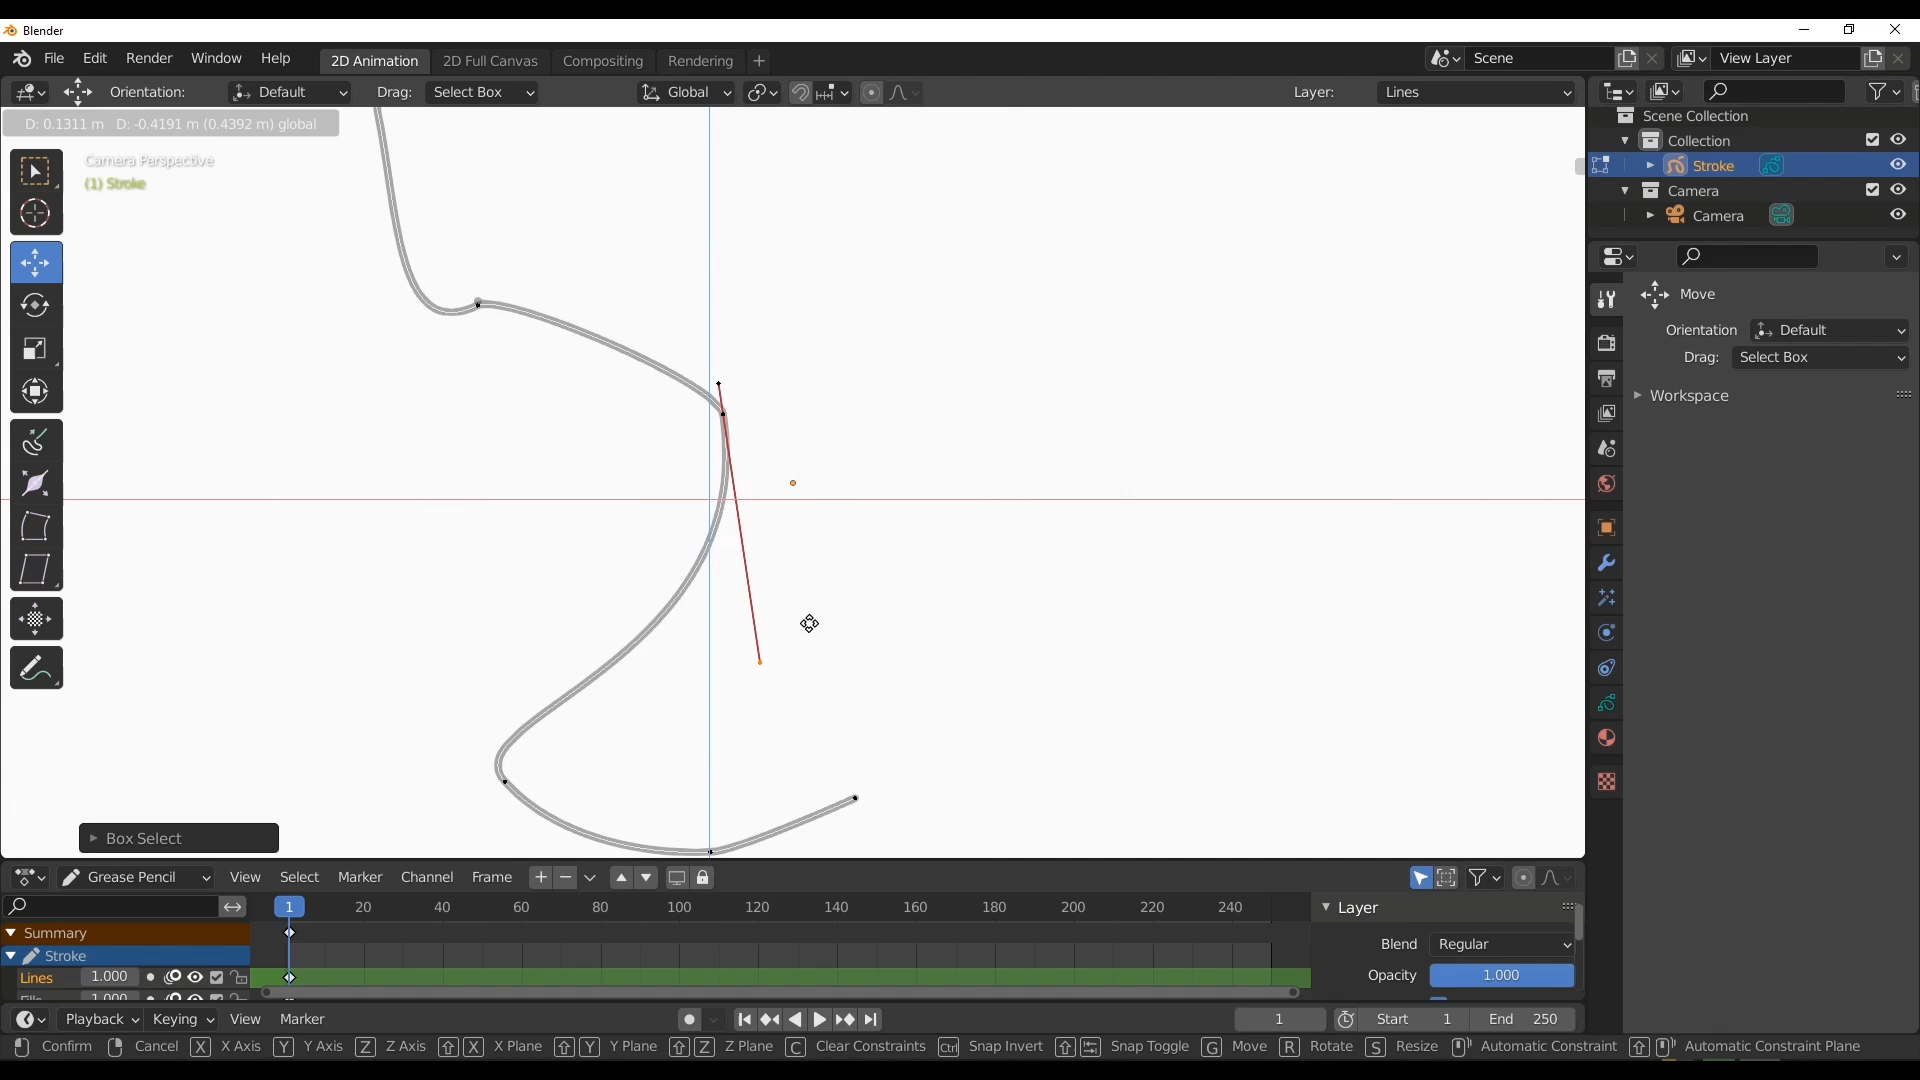 Blender
File Edit Render Window Help 2D Animation 2D Full Canvas Compositing Rendering + Scene View Layer
Orientation: Default Drag: Select Box Global Layer: Lines
D: 0.1311 m D: -0.4191 m (0.4392 m) global
Camera Perspective
(1) Stroke
Scene Collection
Collection
Stroke
Camera
Camera
Move
Orientation Default
Drag: Select Box
Workspace
Box Select
Grease Pencil View Select Marker Channel Frame
1 20 40 60 80 100 120 140 160 180 200 220 240
Summary
Stroke
Lines 1.000
Fills 1.000
Layer
Blend Regular
Opacity 1.000
Playback Keying View Marker 1 Start 1 End 250
Confirm Cancel X X Axis Y Y Axis Z Z Axis X X Plane Y Y Plane Z Z Plane C Clear Constraints Ctrl Snap Invert Snap Toggle G Move R Rotate S Resize Automatic Constraint Automatic Constraint Plane